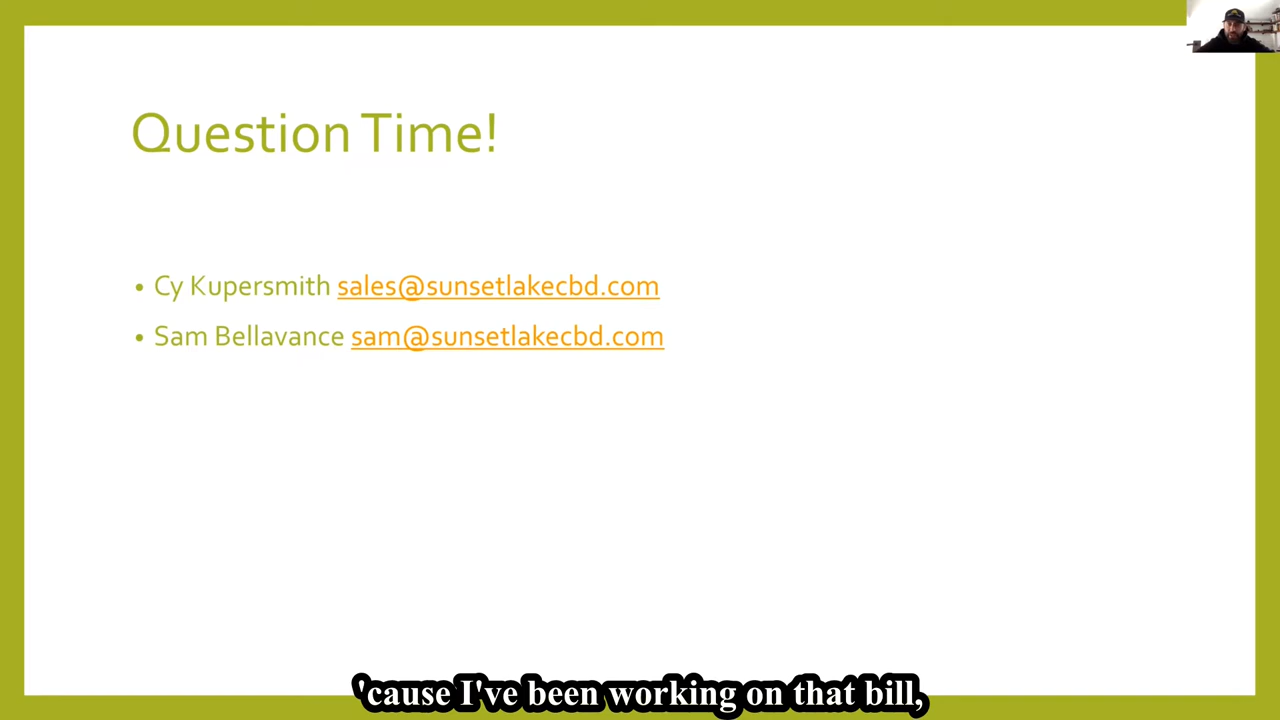 Question Time!
• Cy Kupersmith sales@sunsetlakecbd.com
• Sam Bellavance sam@sunsetlakecbd.com
'cause I've been working on that bill,